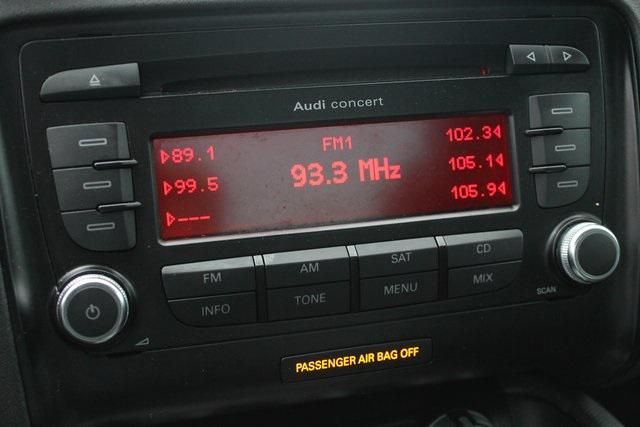 Audi concert
89.1
FM1
102.3
99.5
93.3 MHz
105.1
---
105.9
FM
AM
SAT
CD
INFO
TONE
MENU
MIX
SCAN
PASSENGER AIR BAG OFF